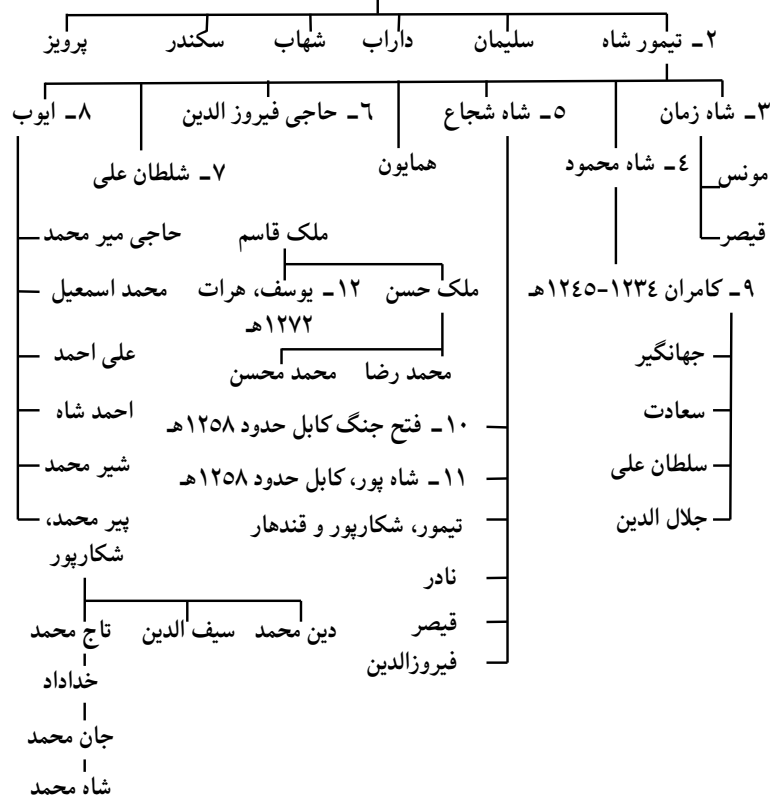 ۲ـ تیمور شاه سلیمان داراب شهاب سکندر پرویز
۳ـ شاه زمان ۵ـ شاه شجاع ۶ـ حاجی فیروز الدین ۸ـ ایوب
مونس ۴ـ شاه محمود همایون ۷ـ شلطان علی
قیصر ملک قاسم حاجی میر محمد
۹ـ کامران ۱۲۳٤-۱۲٤٥هـ ملک حسن ۱۲ـ یوسف، هرات محمد اسمعیل
۱۲۷۲هـ
جهانگیر محمد رضا محمد محسن علی احمد
سعادت ۱۰ـ فتح جنگ کابل حدود ۱۲۵۸هـ احمد شاه
سلطان علی ۱۱ـ شاه پور، کابل حدود ۱۲۵۸هـ شیر محمد
جلال الدین تیمور، شکارپور و قندهار پیر محمد،
شکارپور
نادر
قیصر دین محمد سیف الدین تاج محمد
فیروزالدین خداداد
جان محمد
شاه محمد